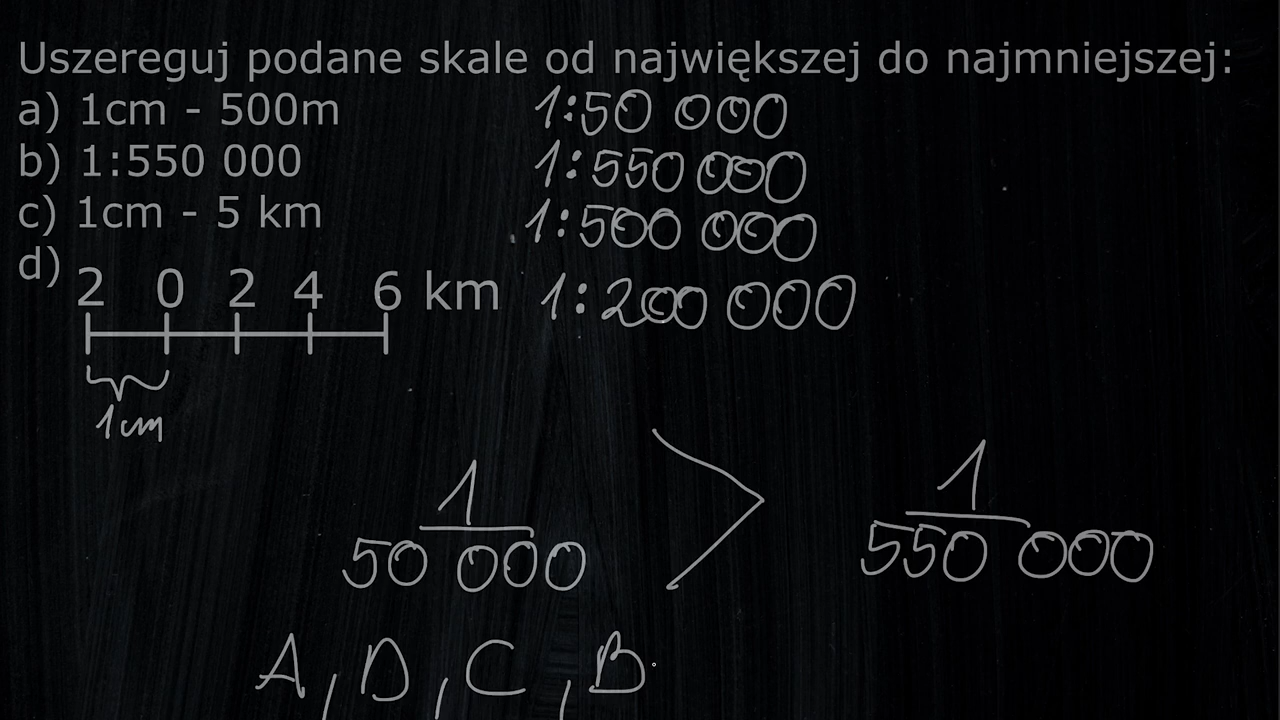 Uszereguj podane skale od największej do najmniejszej:
a) 1cm - 500m 1:50 000
b) 1:550 000 1:550 000
c) 1cm - 5 km 1:500 000
d) 2 0 2 4 6 km 1:200 000
1cm
1 > 1
50 000 550 000
A, D, C, B